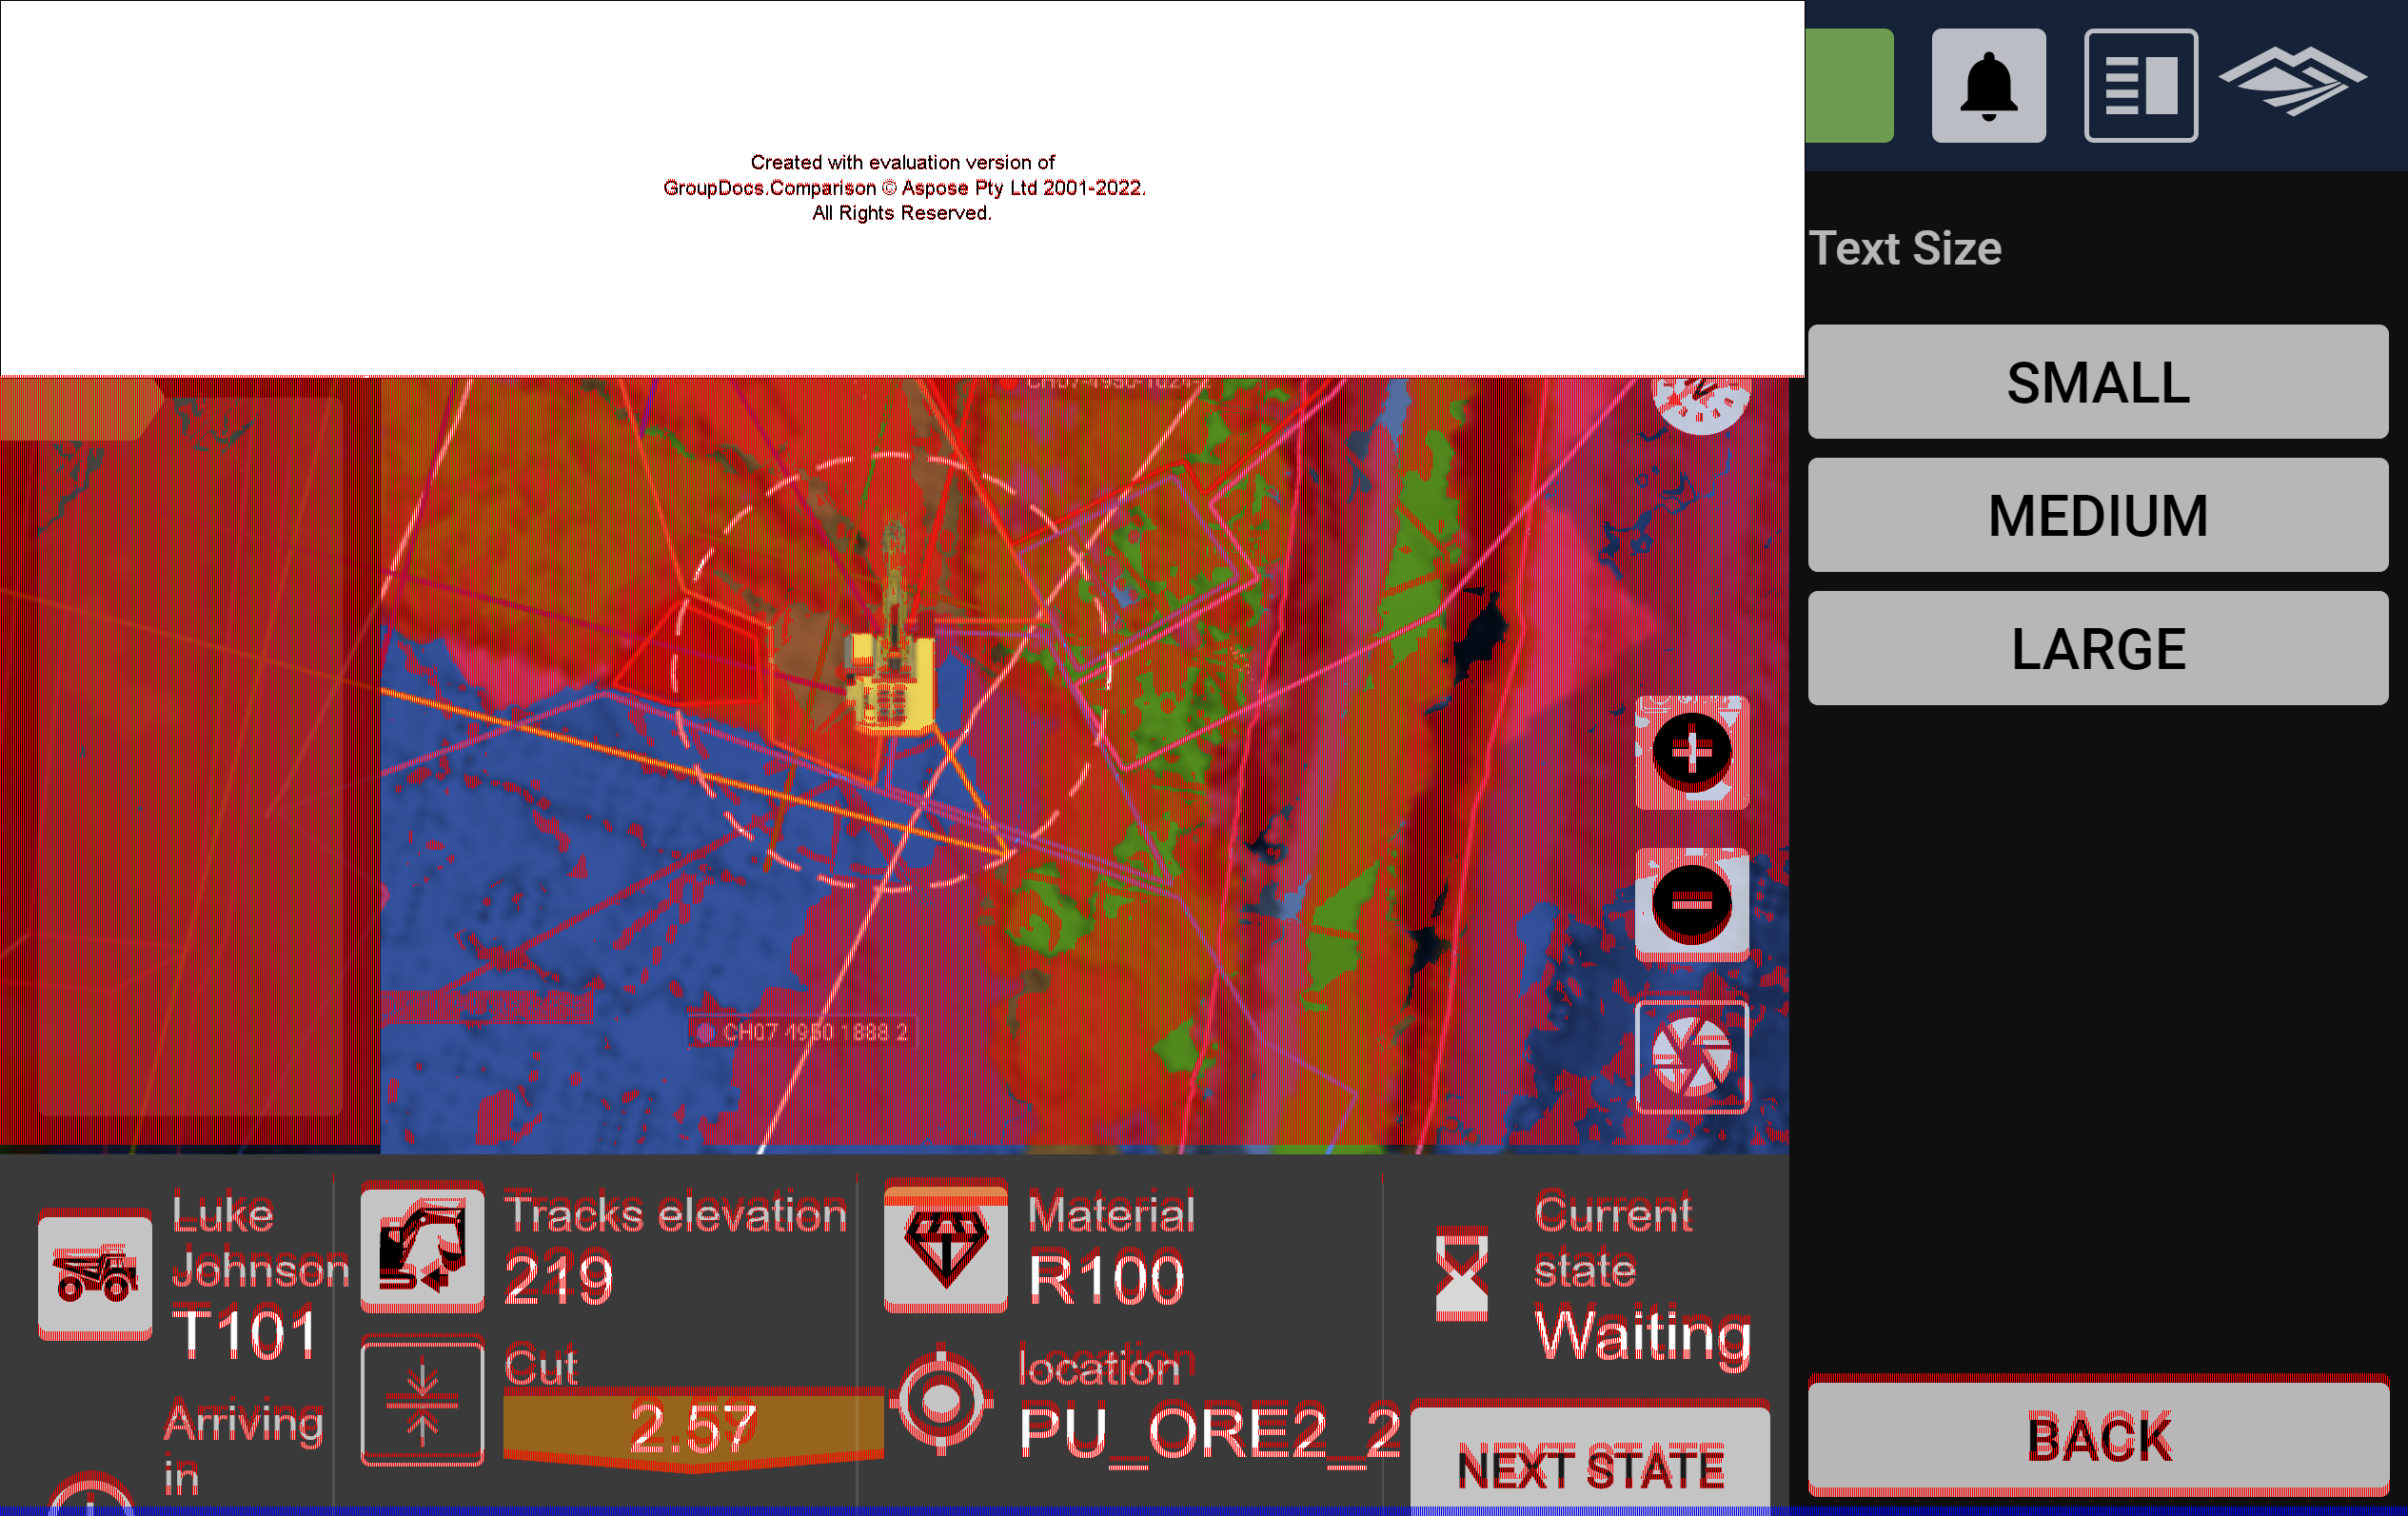 Created with evaluation version of
GroupDocs.Comparison © Aspose Pty Ltd 2001-2022.
All Rights Reserved.
Text Size
SMALL
MEDIUM
LARGE
CH07 4950 1888 2
Luke
Johnson
T101
Arriving
in
Tracks elevation
219
Cut
2.57
Material
R100
location
PU_ORE2_2
Current
state
Waiting
NEXT STATE
BACK